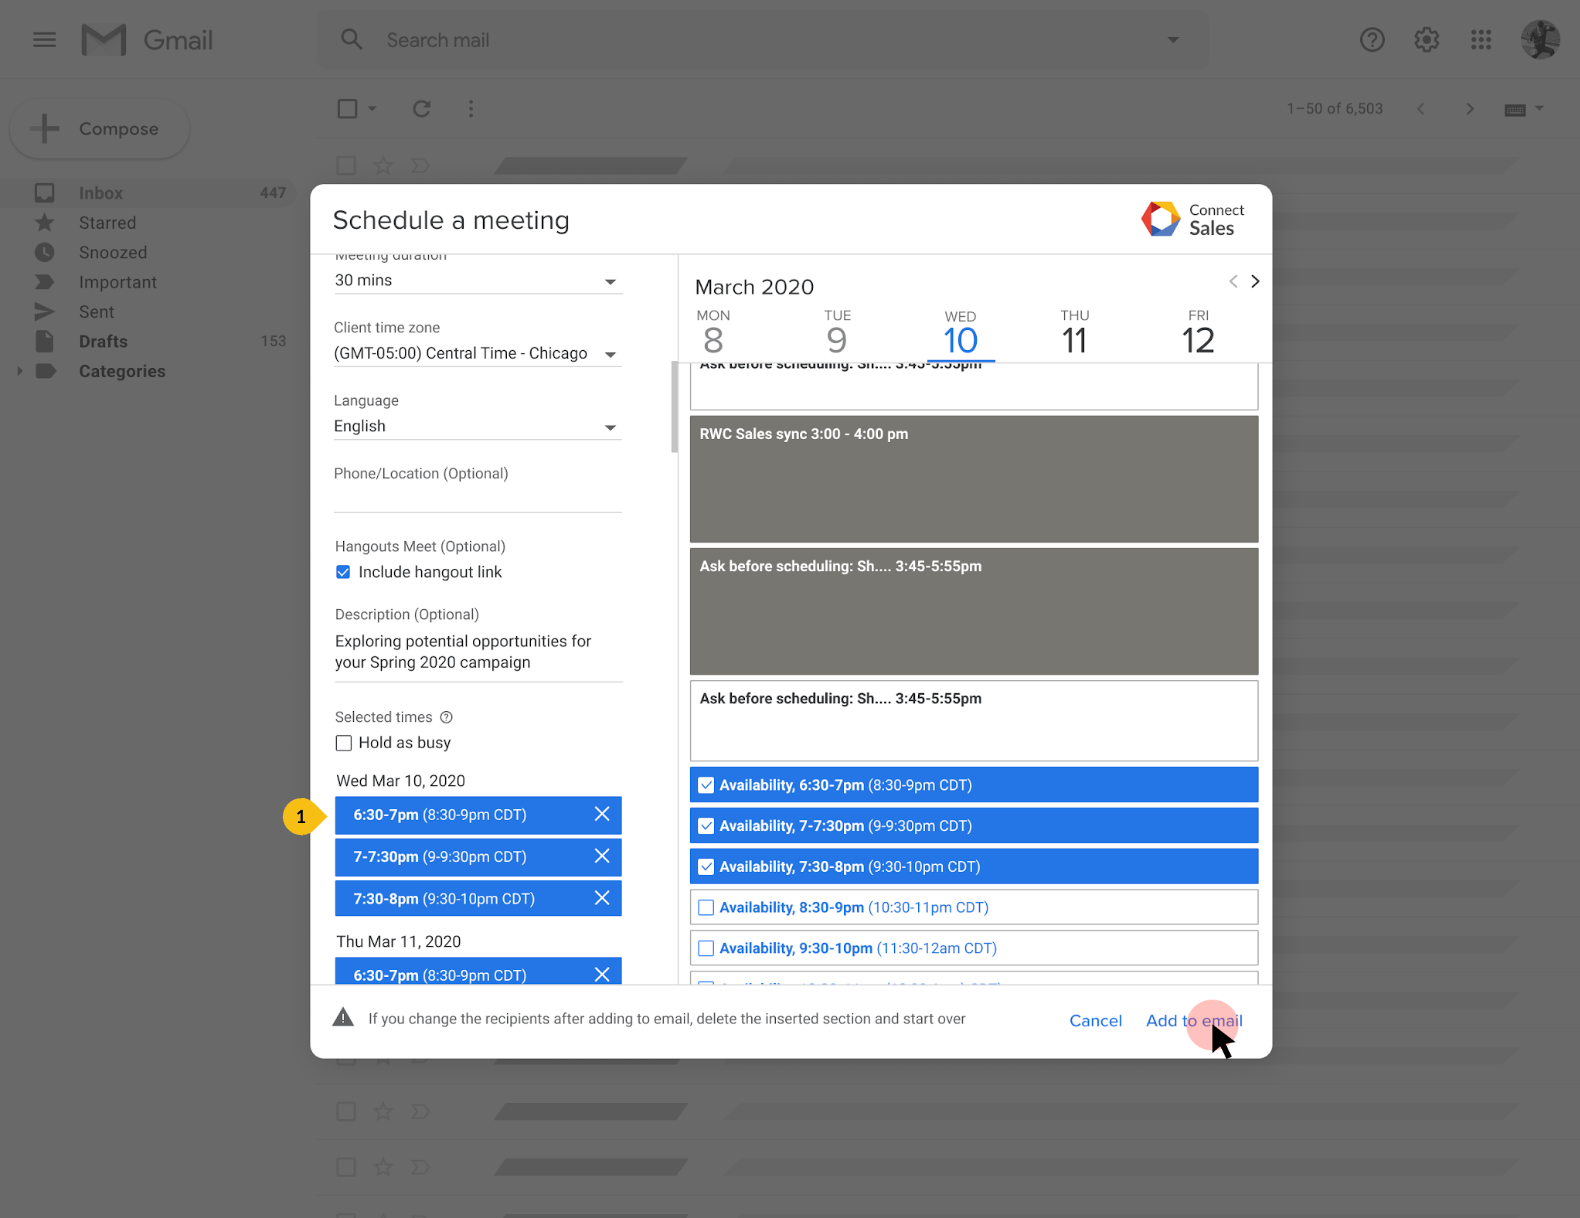 Gmail
Search mail
Compose
1–50 of 6,503
Inbox 447
Starred
Snoozed
Important
Sent
Drafts 153
Categories
Schedule a meeting
Connect
Sales
Meeting duration
30 mins
Client time zone
(GMT-05:00) Central Time - Chicago
Language
English
Phone/Location (Optional)
Hangouts Meet (Optional)
Include hangout link
Description (Optional)
Exploring potential opportunities for
your Spring 2020 campaign
Selected times
Hold as busy
Wed Mar 10, 2020
1
6:30-7pm (8:30-9pm CDT)
7-7:30pm (9-9:30pm CDT)
7:30-8pm (9:30-10pm CDT)
Thu Mar 11, 2020
6:30-7pm (8:30-9pm CDT)
March 2020
MON TUE WED THU FRI
8 9 10 11 12
Ask before scheduling: Sh.... 3:45-5:55pm
RWC Sales sync 3:00 - 4:00 pm
Ask before scheduling: Sh.... 3:45-5:55pm
Ask before scheduling: Sh.... 3:45-5:55pm
Availability, 6:30-7pm (8:30-9pm CDT)
Availability, 7-7:30pm (9-9:30pm CDT)
Availability, 7:30-8pm (9:30-10pm CDT)
Availability, 8:30-9pm (10:30-11pm CDT)
Availability, 9:30-10pm (11:30-12am CDT)
If you change the recipients after adding to email, delete the inserted section and start over
Cancel Add to email